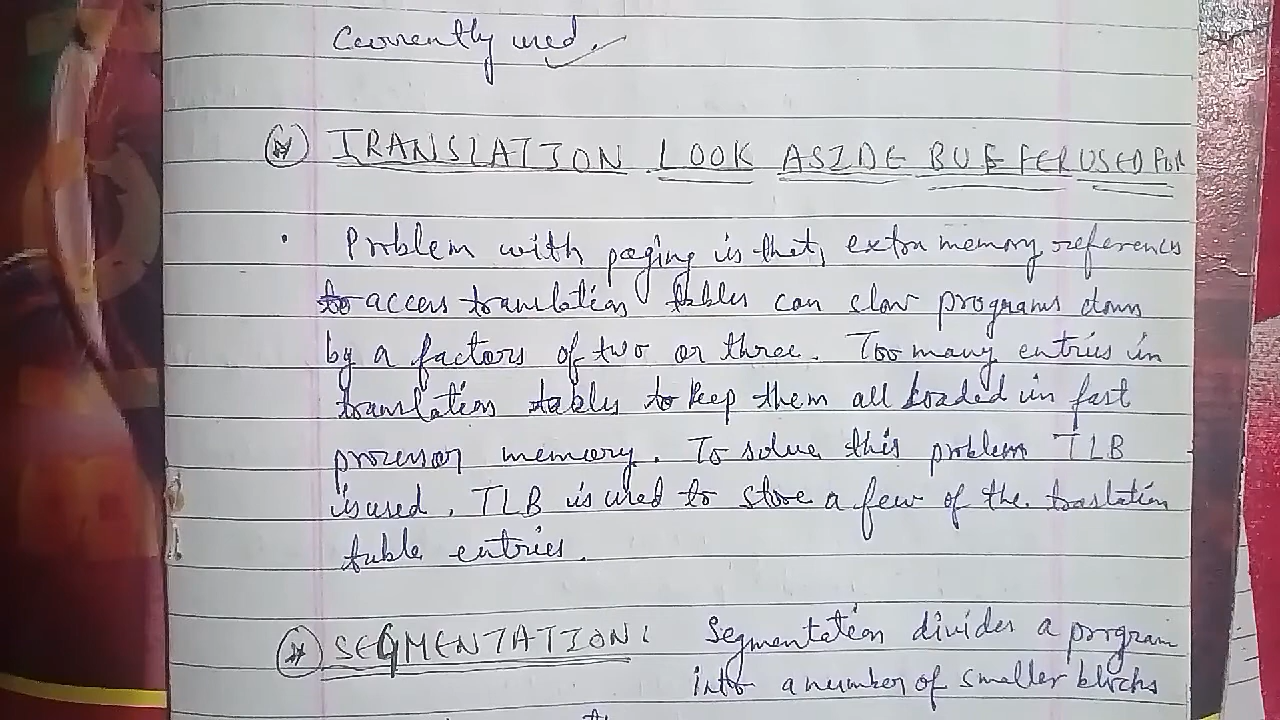 Currently used.
TRANSLATION LOOK ASIDE BUFFER USED FOR
Problem with paging is that, extra memory references
to access translation tables can slow programs down
by a factors of two or three. Too many entries in
translation tables to keep them all loaded in fast
processor memory. To solve this problem TLB
is used. TLB is used to store a few of the traslation
table entries.
SEGMENTATION: Segmentation divides a program
into a number of smaller blocks